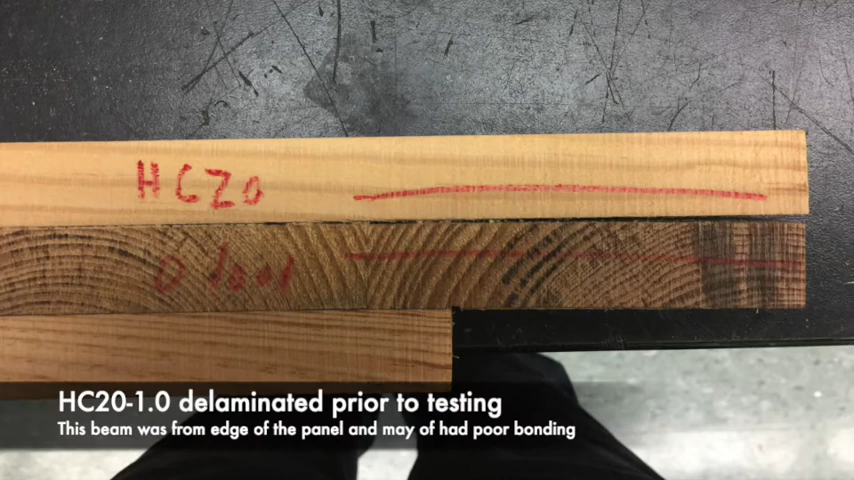 HC20
HC20-1.0 delaminated prior to testing
This beam was from edge of the panel and may of had poor bonding